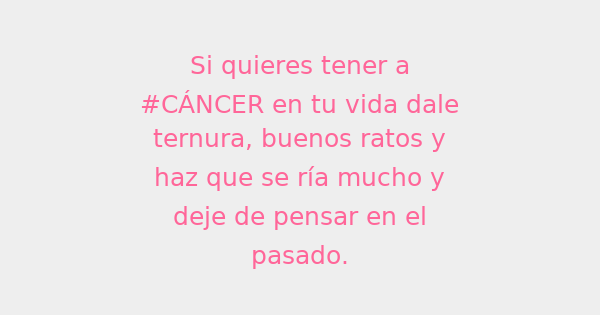 Si quieres tener a
#CÁNCER en tu vida dale
ternura, buenos ratos y
haz que se ría mucho y
deje de pensar en el
pasado.